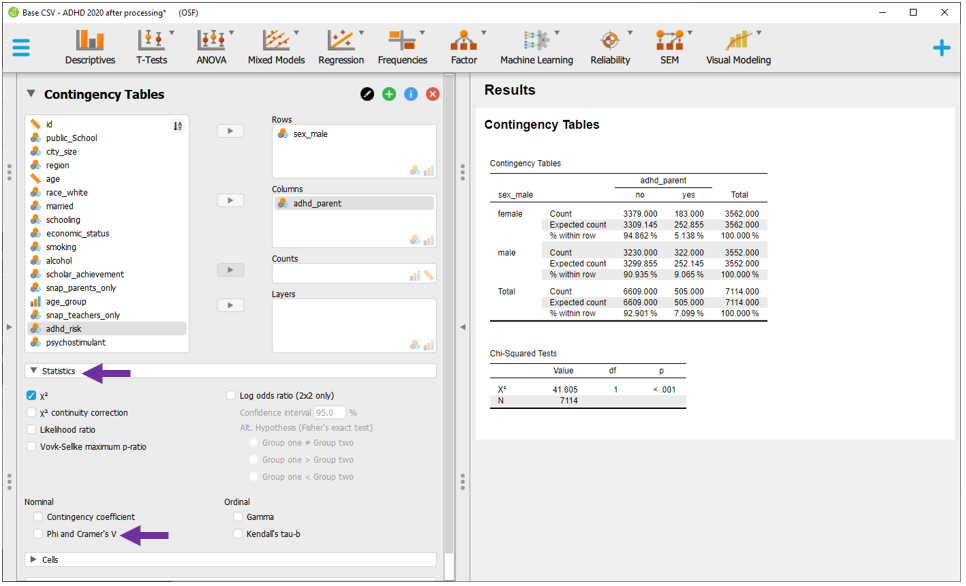 Base CSV - ADHD 2020 after processing* (OSF)
Descriptives T-Tests ANOVA Mixed Models Regression Frequencies Factor Machine Learning Reliability SEM Visual Modeling
Contingency Tables
id
public_School
city_size
region
age
race_white
married
schooling
economic_status
smoking
alcohol
scholar_achievement
snap_parents_only
age_group
snap_teachers_only
adhd_risk
psychostimulant
Rows
sex_male
Columns
adhd_parent
Counts
Layers
Statistics
χ²
χ² continuity correction
Likelihood ratio
Vovk-Sellke maximum p-ratio
Log odds ratio (2x2 only)
Confidence interval 95.0 %
Alt. Hypothesis (Fisher's exact test)
Group one ≠ Group two
Group one > Group two
Group one < Group two
Nominal
Contingency coefficient
Phi and Cramer's V
Ordinal
Gamma
Kendall's tau-b
Cells
Results
Contingency Tables
Contingency Tables
adhd_parent
sex_male no yes Total
female Count 3379.000 183.000 3562.000
Expected count 3309.145 252.855 3562.000
% within row 94.862 % 5.138 % 100.000 %
male Count 3230.000 322.000 3552.000
Expected count 3299.855 252.145 3552.000
% within row 90.935 % 9.065 % 100.000 %
Total Count 6609.000 505.000 7114.000
Expected count 6609.000 505.000 7114.000
% within row 92.901 % 7.099 % 100.000 %
Chi-Squared Tests
Value df p
X² 41.605 1 < .001
N 7114